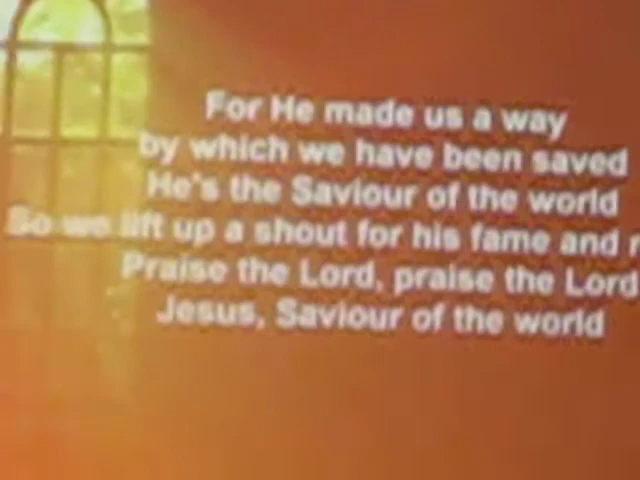 For He made us a way
by which we have been saved
He's the Saviour of the world
So we lift up a shout for his fame and
Praise the Lord, praise the Lord
Jesus, Saviour of the world